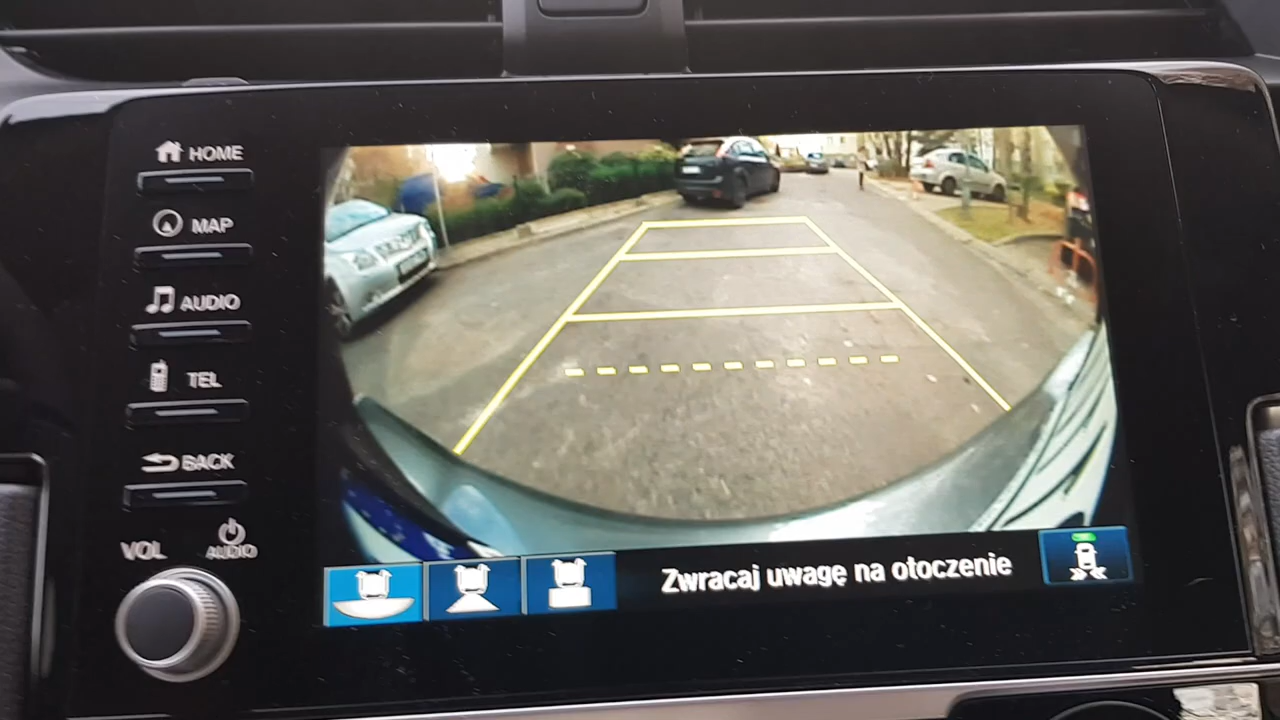 HOME
MAP
AUDIO
TEL
BACK
VOL
AUDIO
Zwracaj uwagę na otoczenie